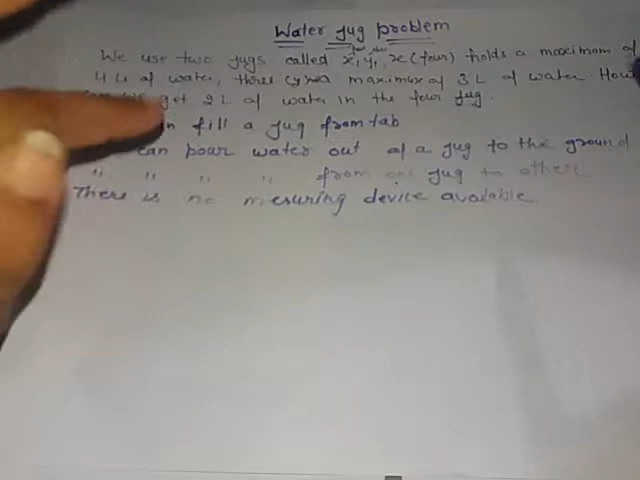 Water Jug problem
We use two jugs called x, y, x (four) holds a maximum of
4 L of water, three (y) a maximum of 3 L of water. How
get 2 L of water in the four jug.
fill a jug from tab
can pour water out of a jug to the ground
" " " " from one jug to other
There is no mesuring device available